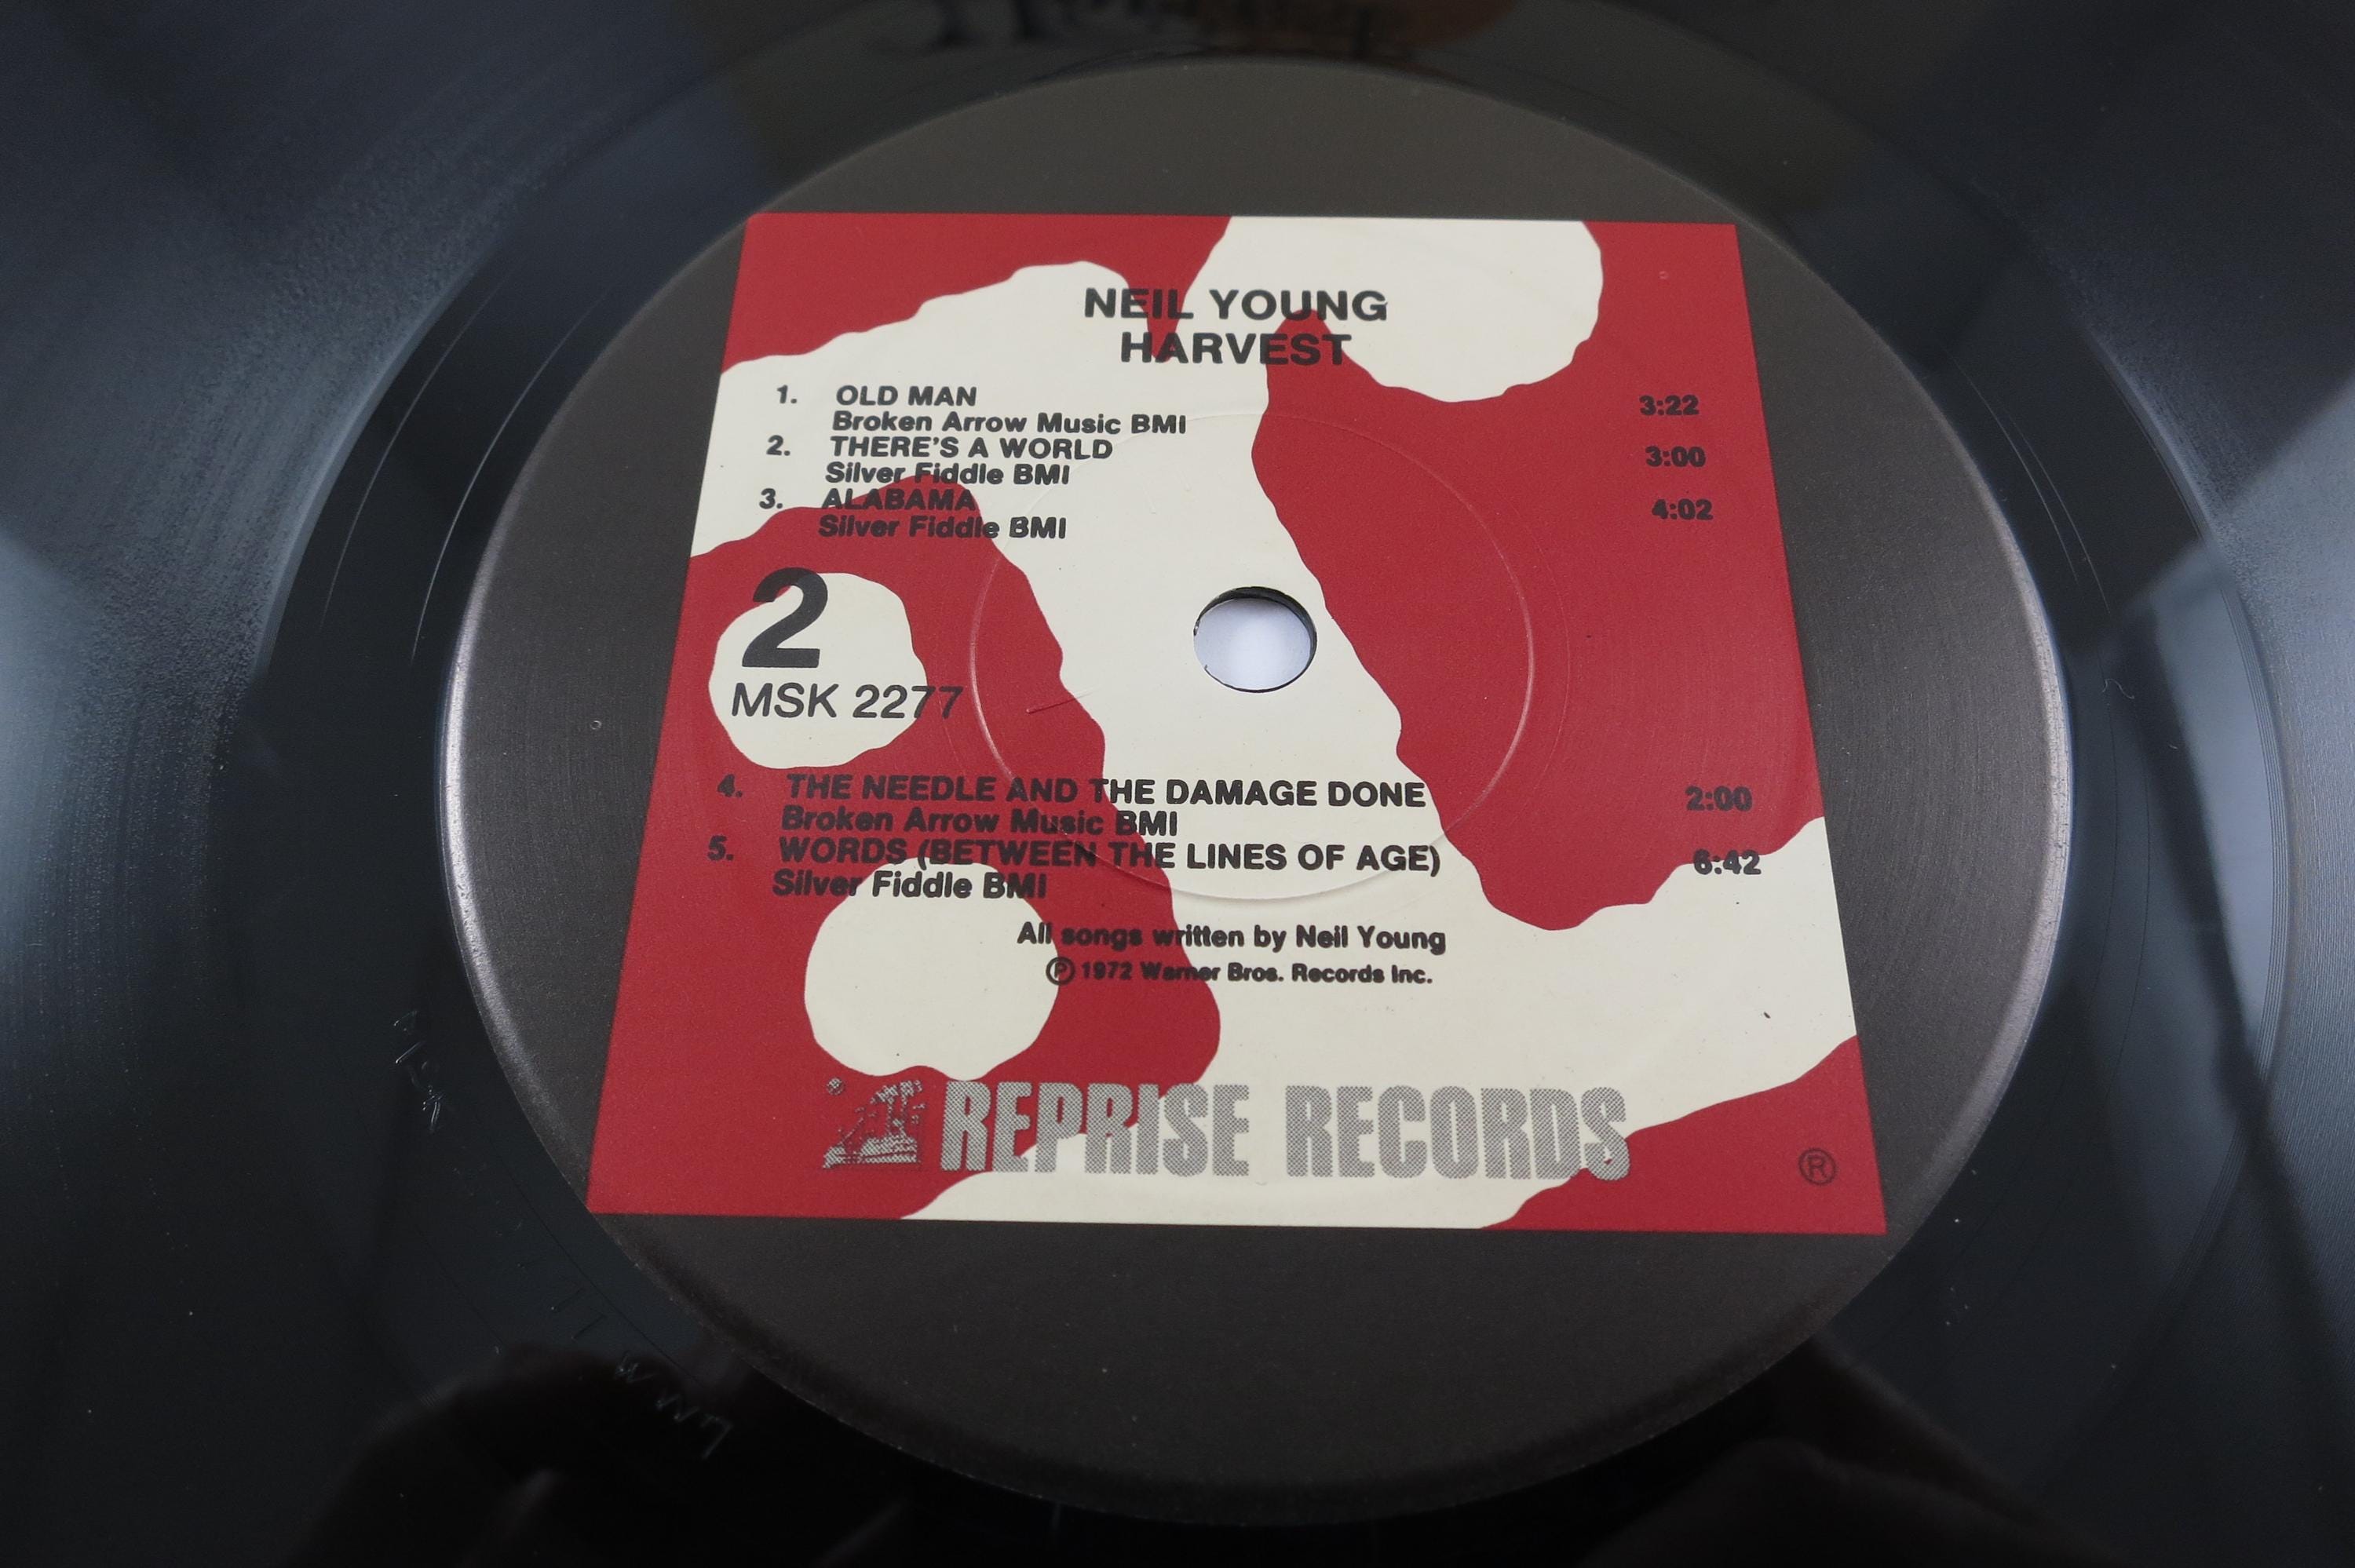 NEIL YOUNG
HARVEST
1. OLD MAN 3:22
Broken Arrow Music BMI
2. THERE'S A WORLD 3:00
Silver Fiddle BMI
3. ALABAMA 4:02
Silver Fiddle BMI
2
MSK 2277
4. THE NEEDLE AND THE DAMAGE DONE 2:00
Broken Arrow Music BMI
5. WORDS (BETWEEN THE LINES OF AGE) 6:42
Silver Fiddle BMI
All songs written by Neil Young
℗ 1972 Warner Bros. Records Inc.
REPRISE RECORDS
®